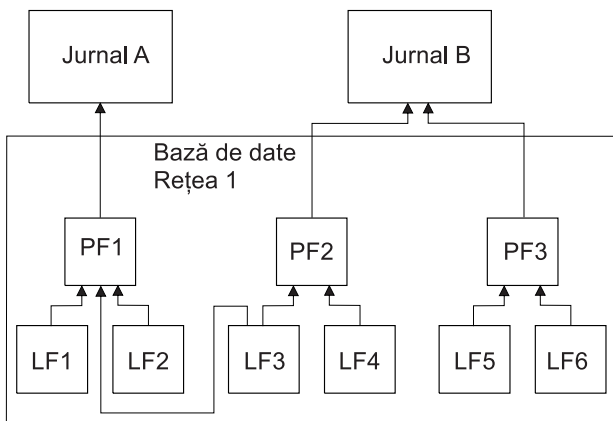 Jurnal A
Jurnal B
Bază de date
Rețea 1
PF1
PF2
PF3
LF1
LF2
LF3
LF4
LF5
LF6